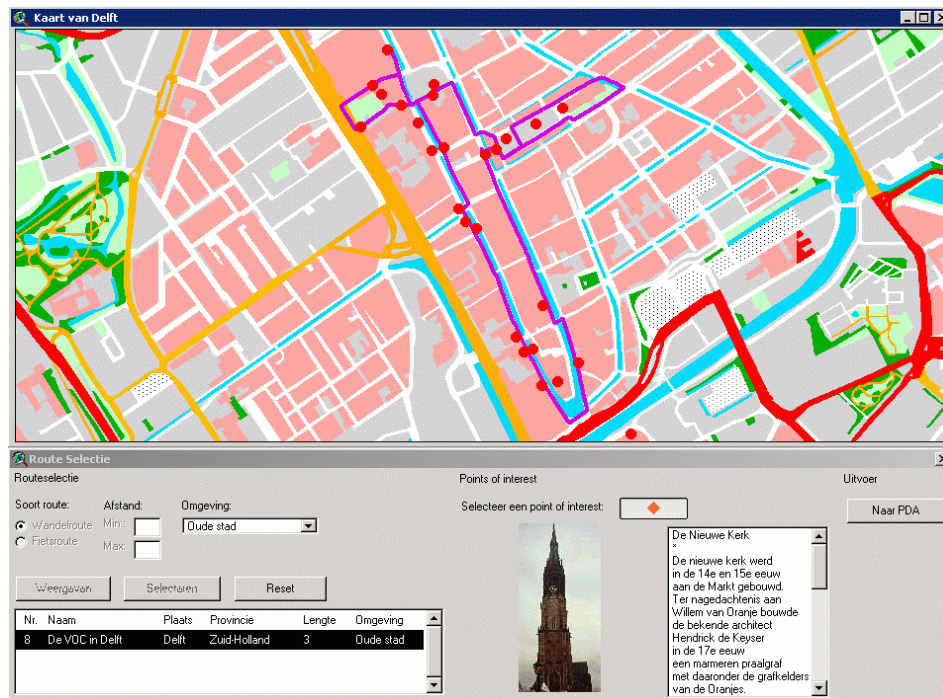 Kaart van Delft
Route Selectie
Routeselectie
Points of interest
Uitvoer
Soort route:
Afstand:
Omgeving:
Selecteer een point of interest:
Naar PDA
Wandelroute
Min.:
Oude stad
Fietsroute
Max:
De Nieuwe Kerk
*
De nieuwe kerk werd
in de 14e en 15e eeuw
aan de Markt gebouwd.
Ter nagedachtenis aan
Willem van Oranje bouwde
de bekende architect
Hendrick de Keyser
in de 17e eeuw
een marmeren praalgraf
met daaronder de grafkelders
van de Oranjes.
Weergeven
Selecteren
Reset
Nr. Naam Plaats Provincie Lengte Omgeving
8 De VOC in Delft Delft Zuid-Holland 3 Oude stad